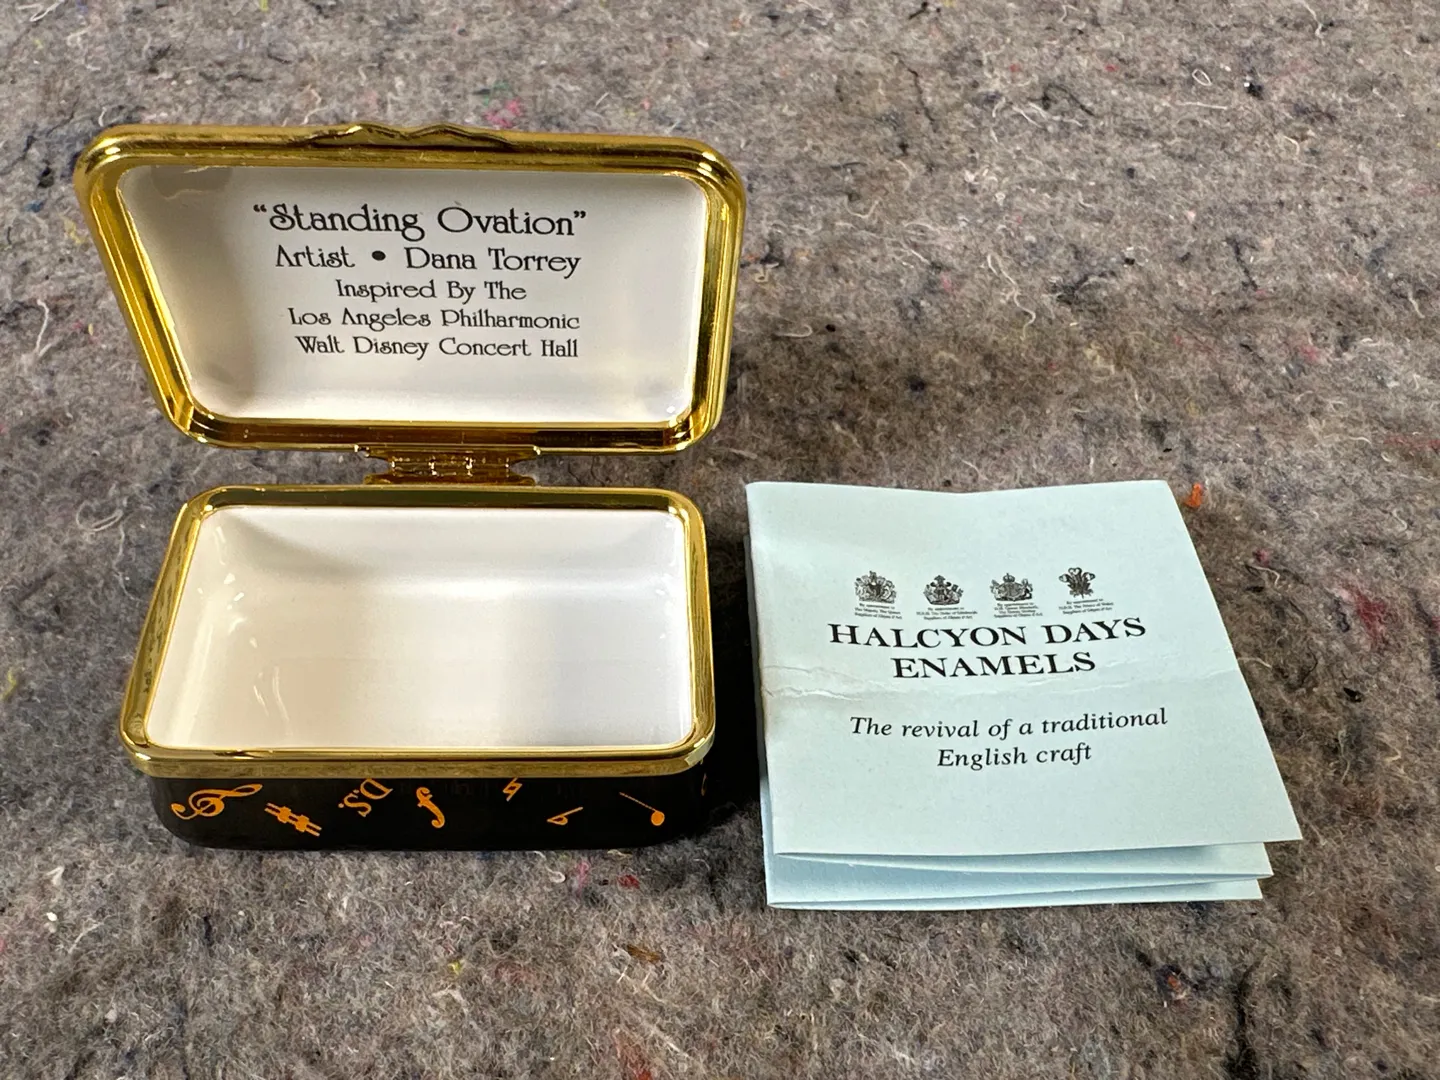 “Standing Ovation”
Artist • Dana Torrey
Inspired By The
Los Angeles Philharmonic
Walt Disney Concert Hall
D.S.
HALCYON DAYS
ENAMELS
The revival of a traditional
English craft